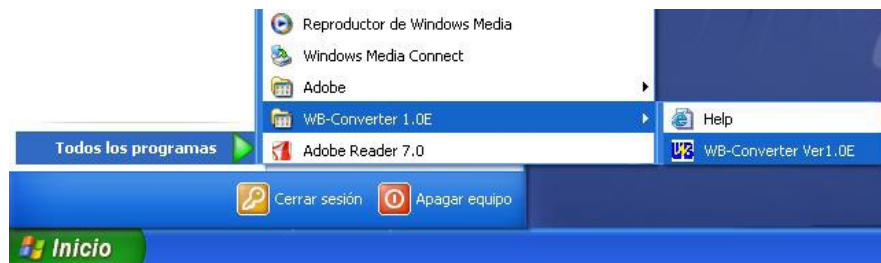 Reproductor de Windows Media
Windows Media Connect
Adobe
WB-Converter 1.0E
Help
Todos los programas
Adobe Reader 7.0
WB-Converter Ver1.0E
Cerrar sesión
Apagar equipo
Inicio